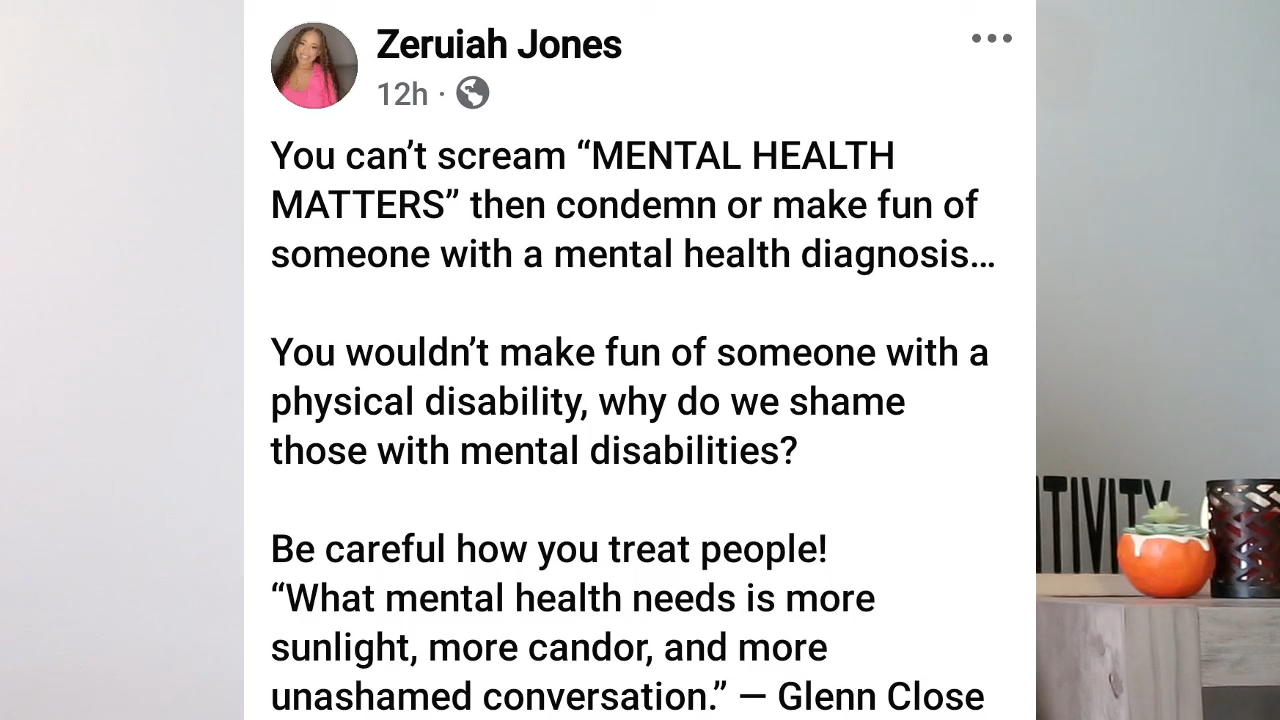 Zeruiah Jones
12h ·
You can’t scream “MENTAL HEALTH
MATTERS” then condemn or make fun of
someone with a mental health diagnosis…
You wouldn’t make fun of someone with a
physical disability, why do we shame
those with mental disabilities?
Be careful how you treat people!
“What mental health needs is more
sunlight, more candor, and more
unashamed conversation.” — Glenn Close
TIVITY